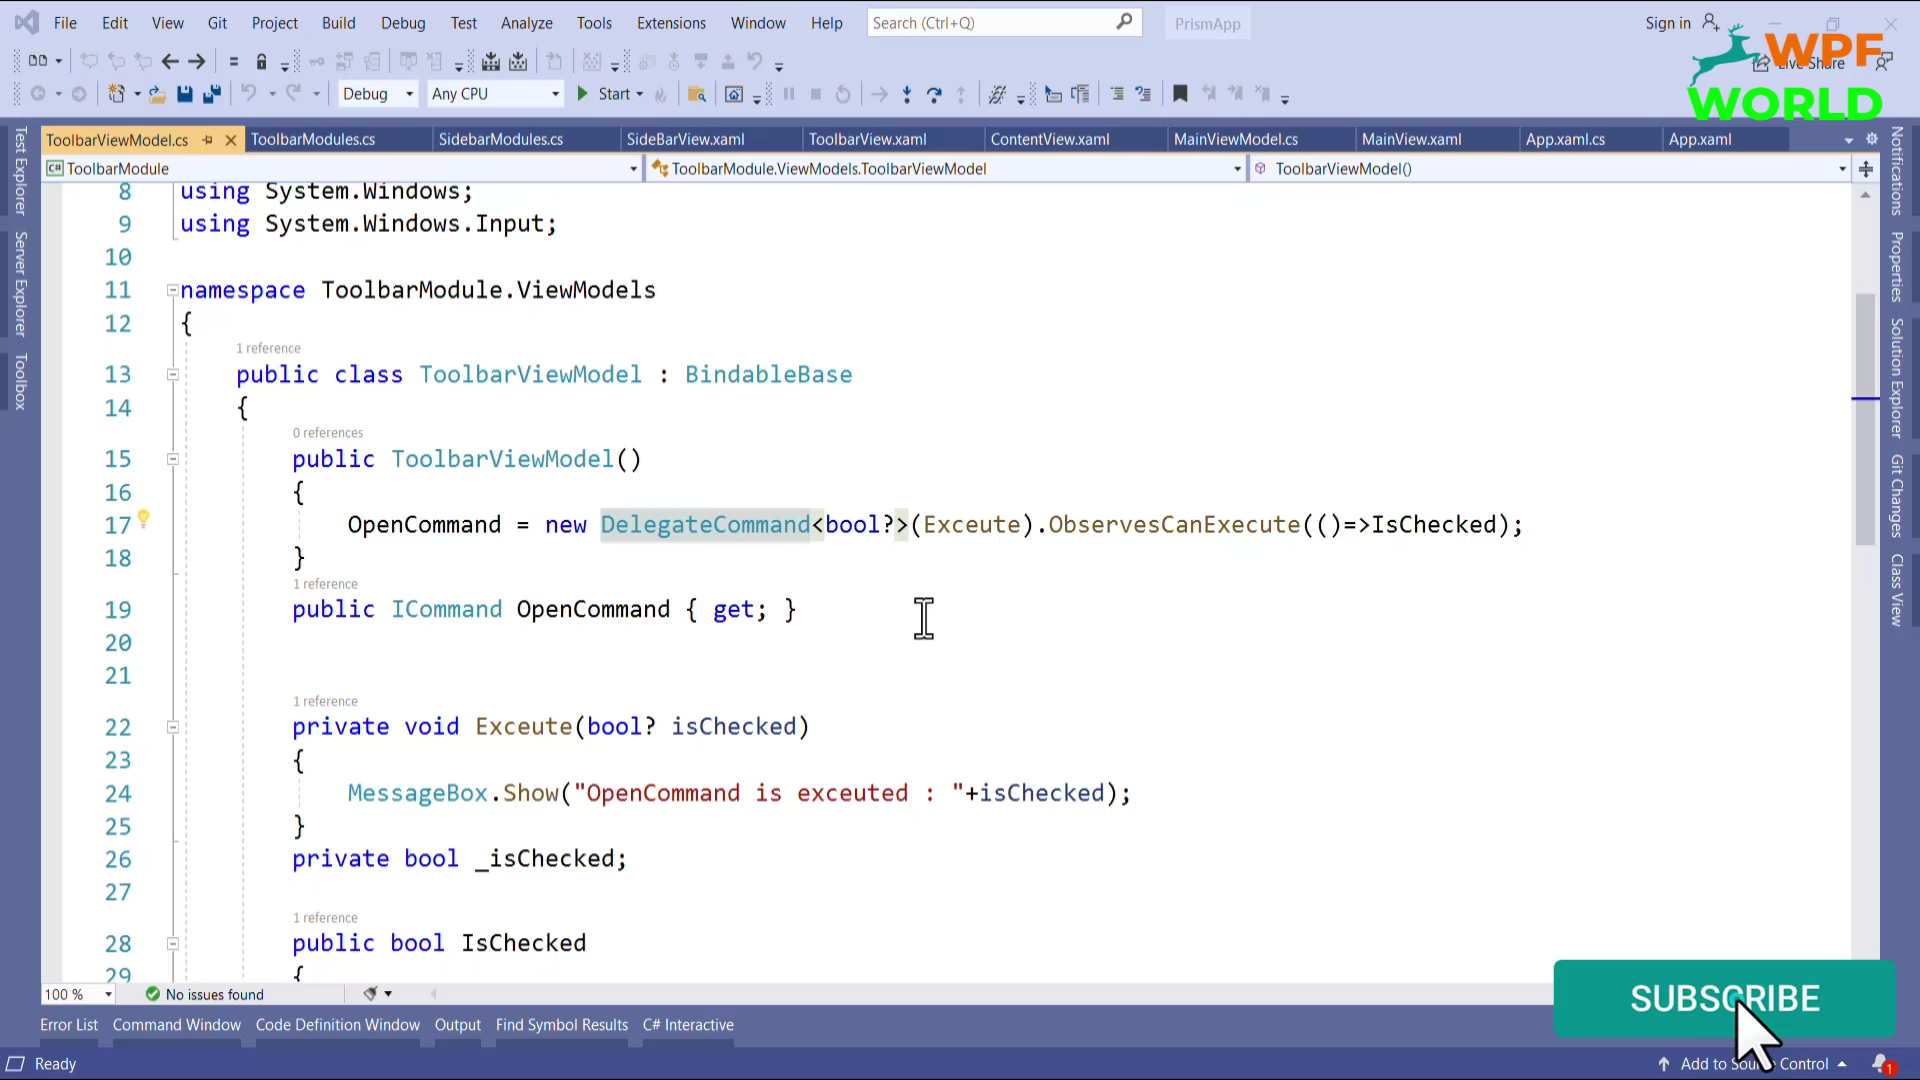 File Edit View Git Project Build Debug Test Analyze Tools Extensions Window Help Search (Ctrl+Q) PrismApp Sign in
WPF
Live Share
WORLD
Debug Any CPU Start
ToolbarViewModel.cs ToolbarModules.cs SidebarModules.cs SideBarView.xaml ToolbarView.xaml ContentView.xaml MainViewModel.cs MainView.xaml App.xaml.cs App.xaml
ToolbarModule ToolbarModule.ViewModels.ToolbarViewModel ToolbarViewModel()
Test Explorer
Server Explorer
Toolbox
8 using System.Windows;
9 using System.Windows.Input;
10
11 namespace ToolbarModule.ViewModels
12 {
1 reference
13 public class ToolbarViewModel : BindableBase
14 {
0 references
15 public ToolbarViewModel()
16 {
17 OpenCommand = new DelegateCommand<bool?>(Exceute).ObservesCanExecute(()=>IsChecked);
18 }
1 reference
19 public ICommand OpenCommand { get; }
20
21
1 reference
22 private void Exceute(bool? isChecked)
23 {
24 MessageBox.Show("OpenCommand is exceuted : "+isChecked);
25 }
26 private bool _isChecked;
27
1 reference
28 public bool IsChecked
29 {
Notifications
Properties
Solution Explorer
Git Changes
Class View
100 % No issues found
SUBSCRIBE
Error List Command Window Code Definition Window Output Find Symbol Results C# Interactive
Ready Add to Source Control 1